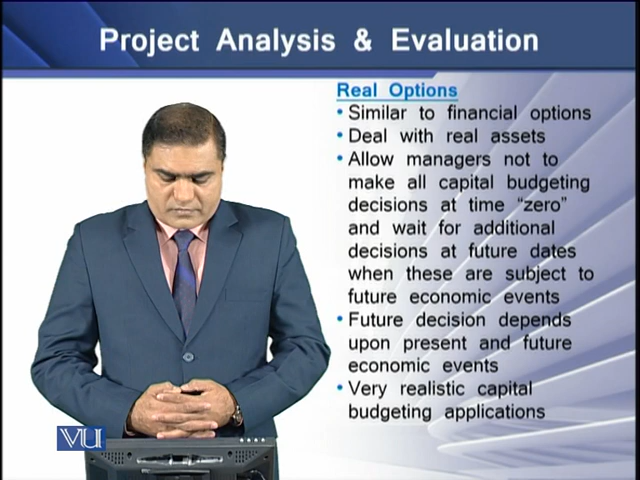 Project Analysis & Evaluation
Real Options
• Similar to financial options
• Deal with real assets
• Allow managers not to
make all capital budgeting
decisions at time “zero”
and wait for additional
decisions at future dates
when these are subject to
future economic events
• Future decision depends
upon present and future
economic events
• Very realistic capital
budgeting applications
VU